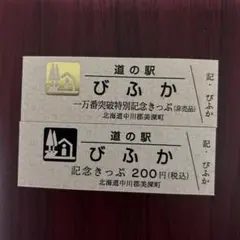 道の駅
びふか
一万番突破特別記念きっぷ(非売品)
北海道中川郡美深町
記・びふか
道の駅
びふか
記念きっぷ 200円(税込)
北海道中川郡美深町
記・びふか